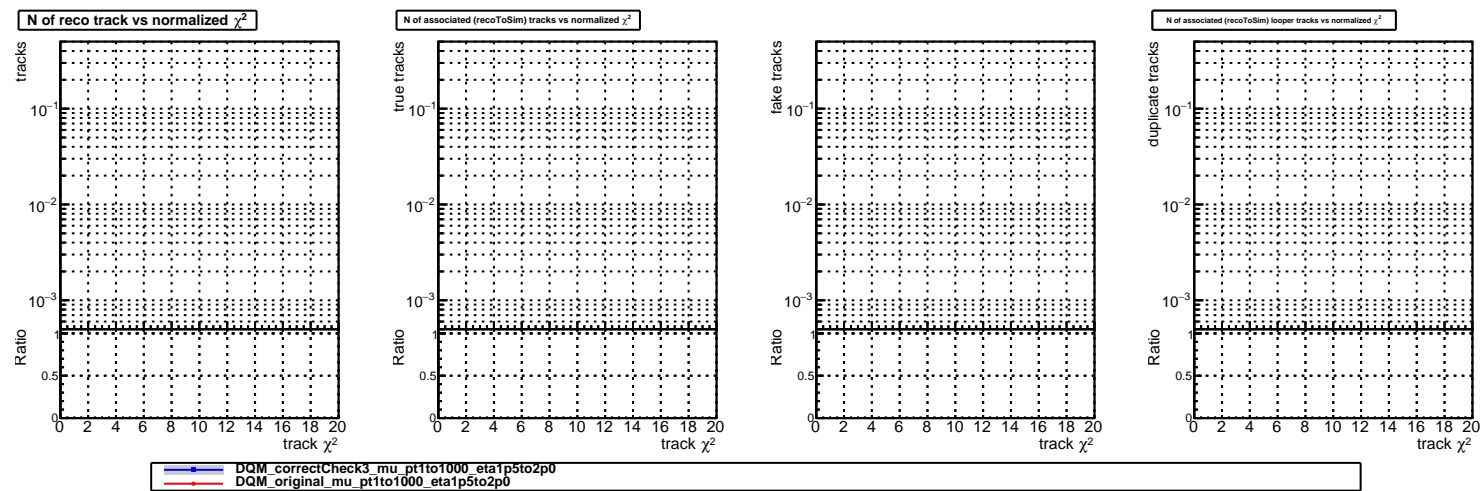 N of reco track vs normalized χ²
tracks
10⁻¹
10⁻²
10⁻³
Ratio
1
0.5
0
0 2 4 6 8 10 12 14 16 18 20
track χ²
N of associated (recoToSim) tracks vs normalized χ²
true tracks
10⁻¹
10⁻²
10⁻³
Ratio
1
0.5
0
0 2 4 6 8 10 12 14 16 18 20
track χ²
fake tracks
10⁻¹
10⁻²
10⁻³
Ratio
1
0.5
0
0 2 4 6 8 10 12 14 16 18 20
track χ²
N of associated (recoToSim) looper tracks vs normalized χ²
duplicate tracks
10⁻¹
10⁻²
10⁻³
Ratio
1
0.5
0
0 2 4 6 8 10 12 14 16 18 20
track χ²
DQM_correctCheck3_mu_pt1to1000_eta1p5to2p0
DQM_original_mu_pt1to1000_eta1p5to2p0